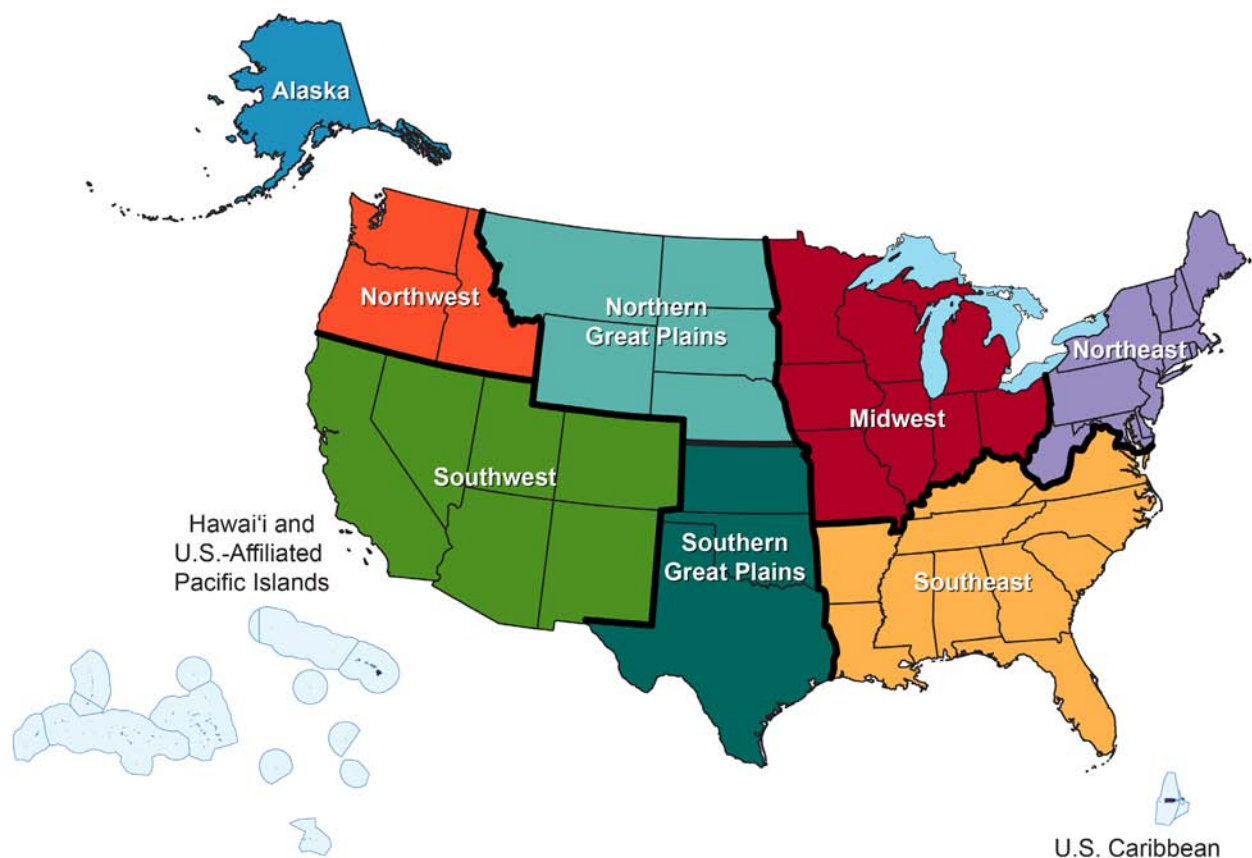 Alaska
Northwest
Northern
Great Plains
Northeast
Midwest
Southwest
Hawai‘i and
U.S.-Affiliated
Pacific Islands
Southern
Great Plains
Southeast
U.S. Caribbean